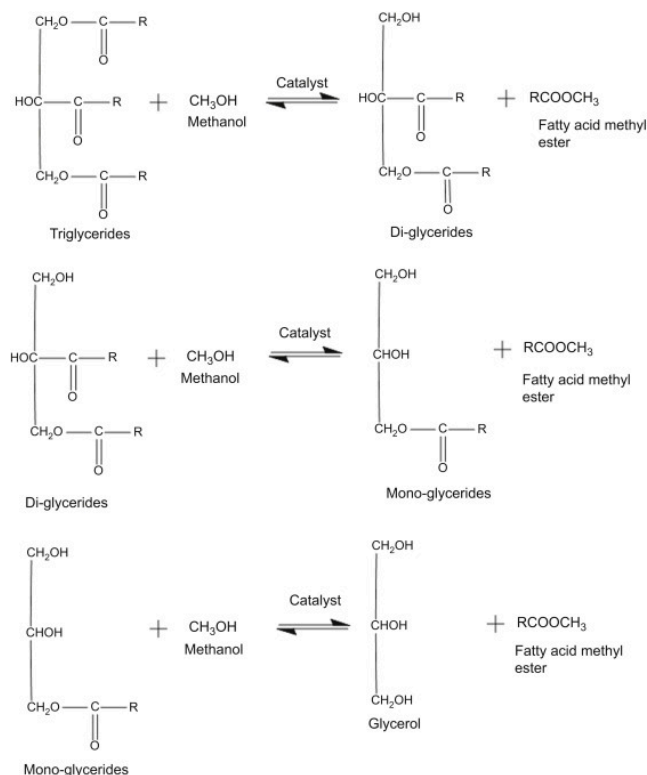 CH₂O—C—R
O
HOC—C—R + CH₃OH Catalyst
O Methanol
CH₂O—C—R
O
Triglycerides
CH₂OH
HOC—C—R + RCOOCH₃
O Fatty acid methyl
ester
CH₂O—C—R
O
Di-glycerides
CH₂OH
HOC—C—R + CH₃OH Catalyst
O Methanol
CH₂O—C—R
O
Di-glycerides
CH₂OH
CHOH + RCOOCH₃
Fatty acid methyl
ester
CH₂O—C—R
O
Mono-glycerides
CH₂OH
CHOH + CH₃OH Catalyst
Methanol
CH₂O—C—R
O
Mono-glycerides
CH₂OH
CHOH + RCOOCH₃
Fatty acid methyl
ester
CH₂OH
Glycerol